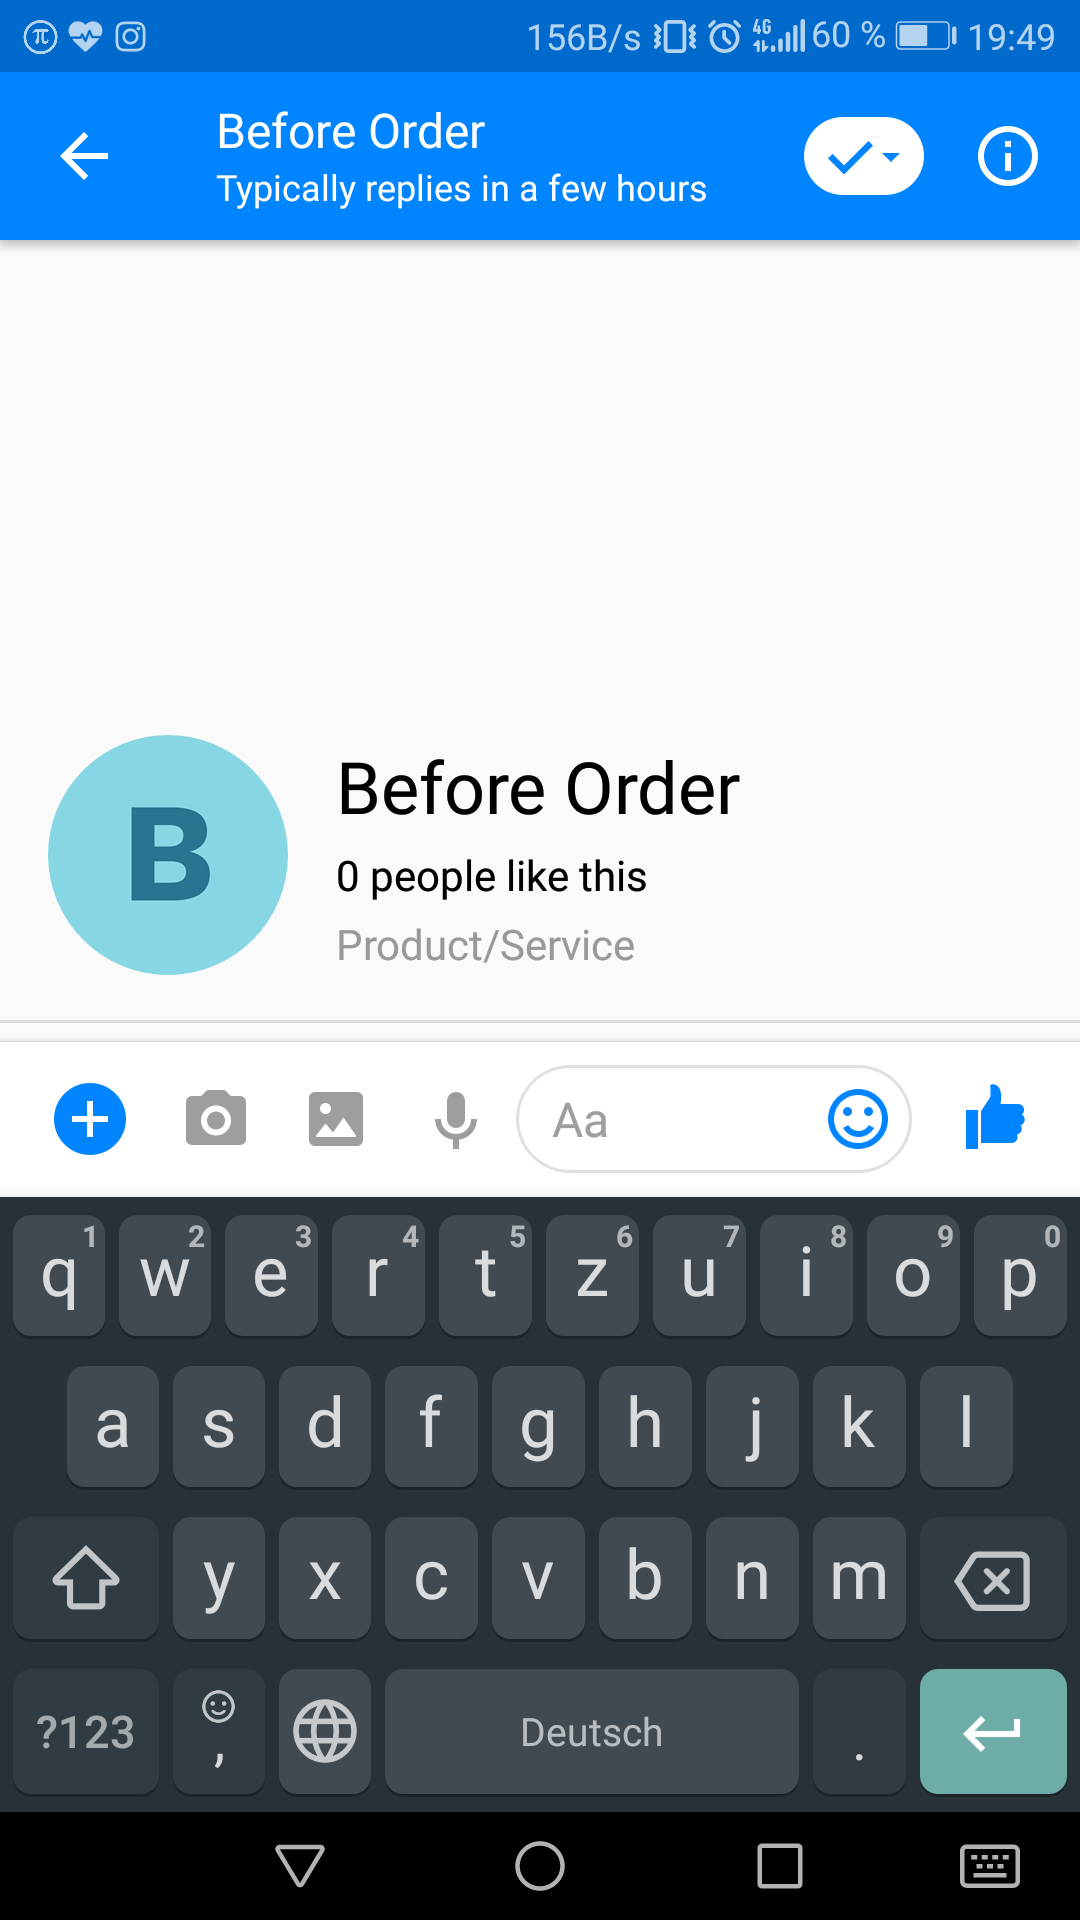 156B/s 4G 60 % 19:49
Before Order
Typically replies in a few hours
B
Before Order
0 people like this
Product/Service
Aa
1 2 3 4 5 6 7 8 9 0
q w e r t z u i o p
a s d f g h j k l
y x c v b n m
?123 , Deutsch .